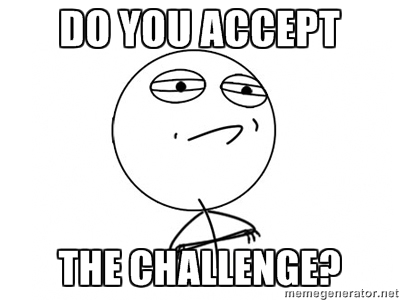 DO YOU ACCEPT
THE CHALLENGE?
memegenerator.net